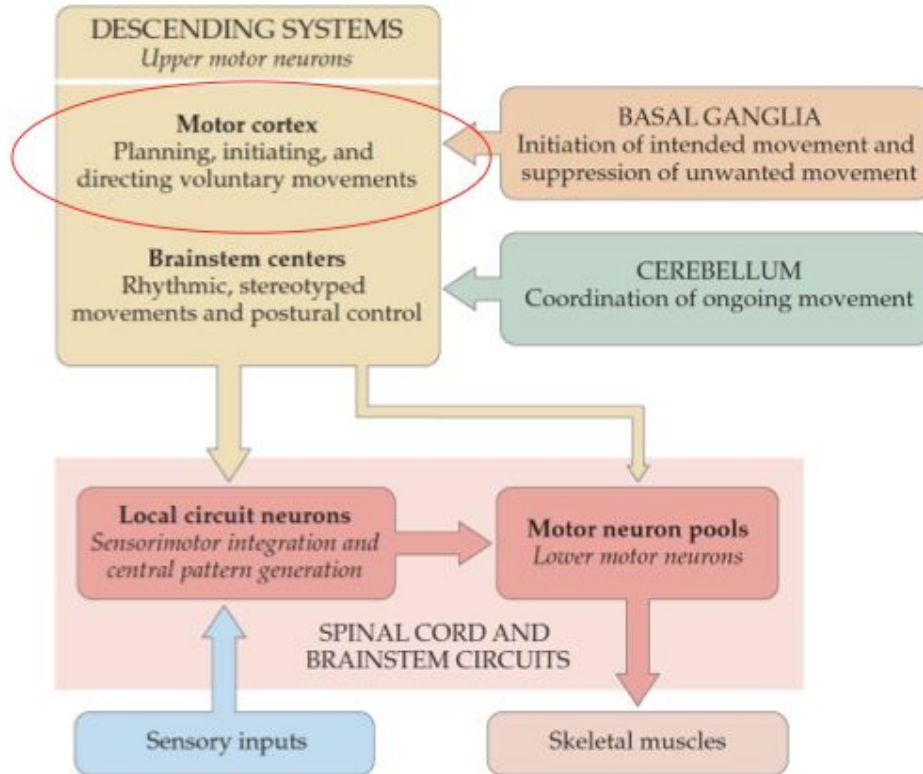 DESCENDING SYSTEMS
Upper motor neurons
Motor cortex
Planning, initiating, and
directing voluntary movements
Brainstem centers
Rhythmic, stereotyped
movements and postural control
BASAL GANGLIA
Initiation of intended movement and
suppression of unwanted movement
CEREBELLUM
Coordination of ongoing movement
Local circuit neurons
Sensorimotor integration and
central pattern generation
Motor neuron pools
Lower motor neurons
SPINAL CORD AND
BRAINSTEM CIRCUITS
Sensory inputs
Skeletal muscles